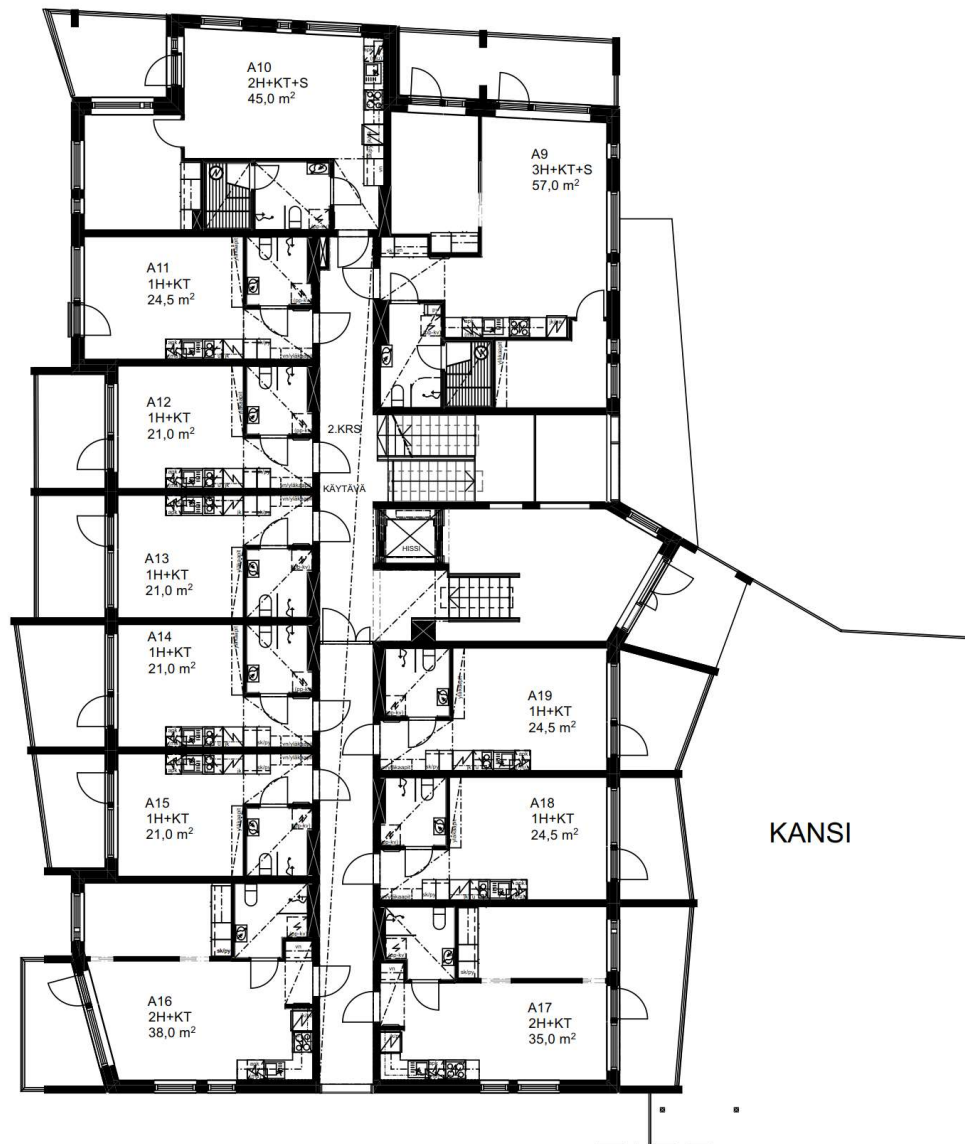 A10
2H+KT+S
45,0 m²
A9
3H+KT+S
57,0 m²
A11
1H+KT
24,5 m²
A12
1H+KT
21,0 m²
2.KRS
KÄYTÄVÄ
A13
1H+KT
21,0 m²
HISSI
A14
1H+KT
21,0 m²
A19
1H+KT
24,5 m²
A15
1H+KT
21,0 m²
A18
1H+KT
24,5 m²
KANSI
A16
2H+KT
38,0 m²
A17
2H+KT
35,0 m²